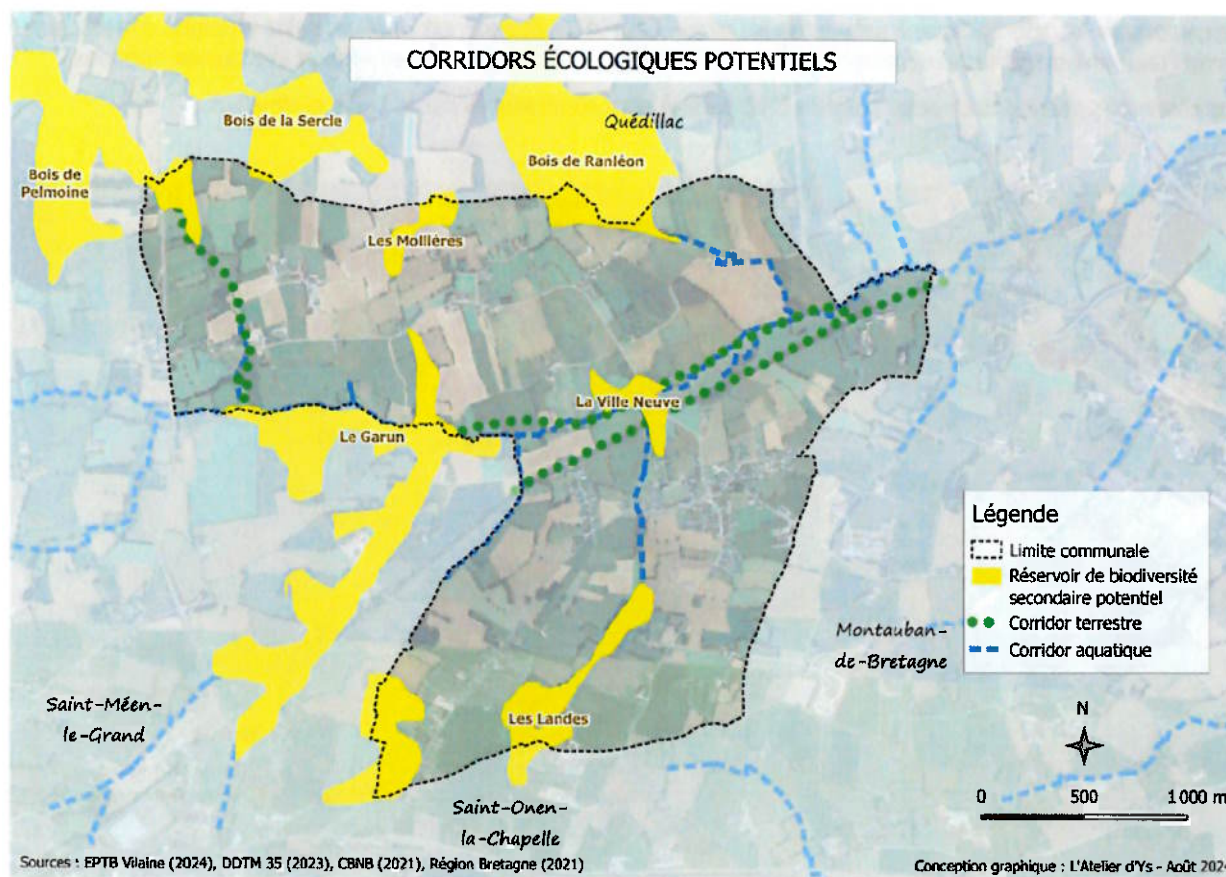 CORRIDORS ÉCOLOGIQUES POTENTIELS
Quédillac
Bois de la Sercle
Bois de Ranléon
Bois de
Pelmoine
Les Mollières
La Ville Neuve
Le Garun
Légende
Limite communale
Réservoir de biodiversité
secondaire potentiel
Corridor terrestre
Corridor aquatique
Montauban-
de-Bretagne
Saint-Méen-
le-Grand
Les Landes
N
Saint-Onen-
la-Chapelle
0 500 1 000 m
Sources : EPTB Vilaine (2024), DDTM 35 (2023), CBNB (2021), Région Bretagne (2021)
Conception graphique : L'Atelier d'Ys - Août 2024